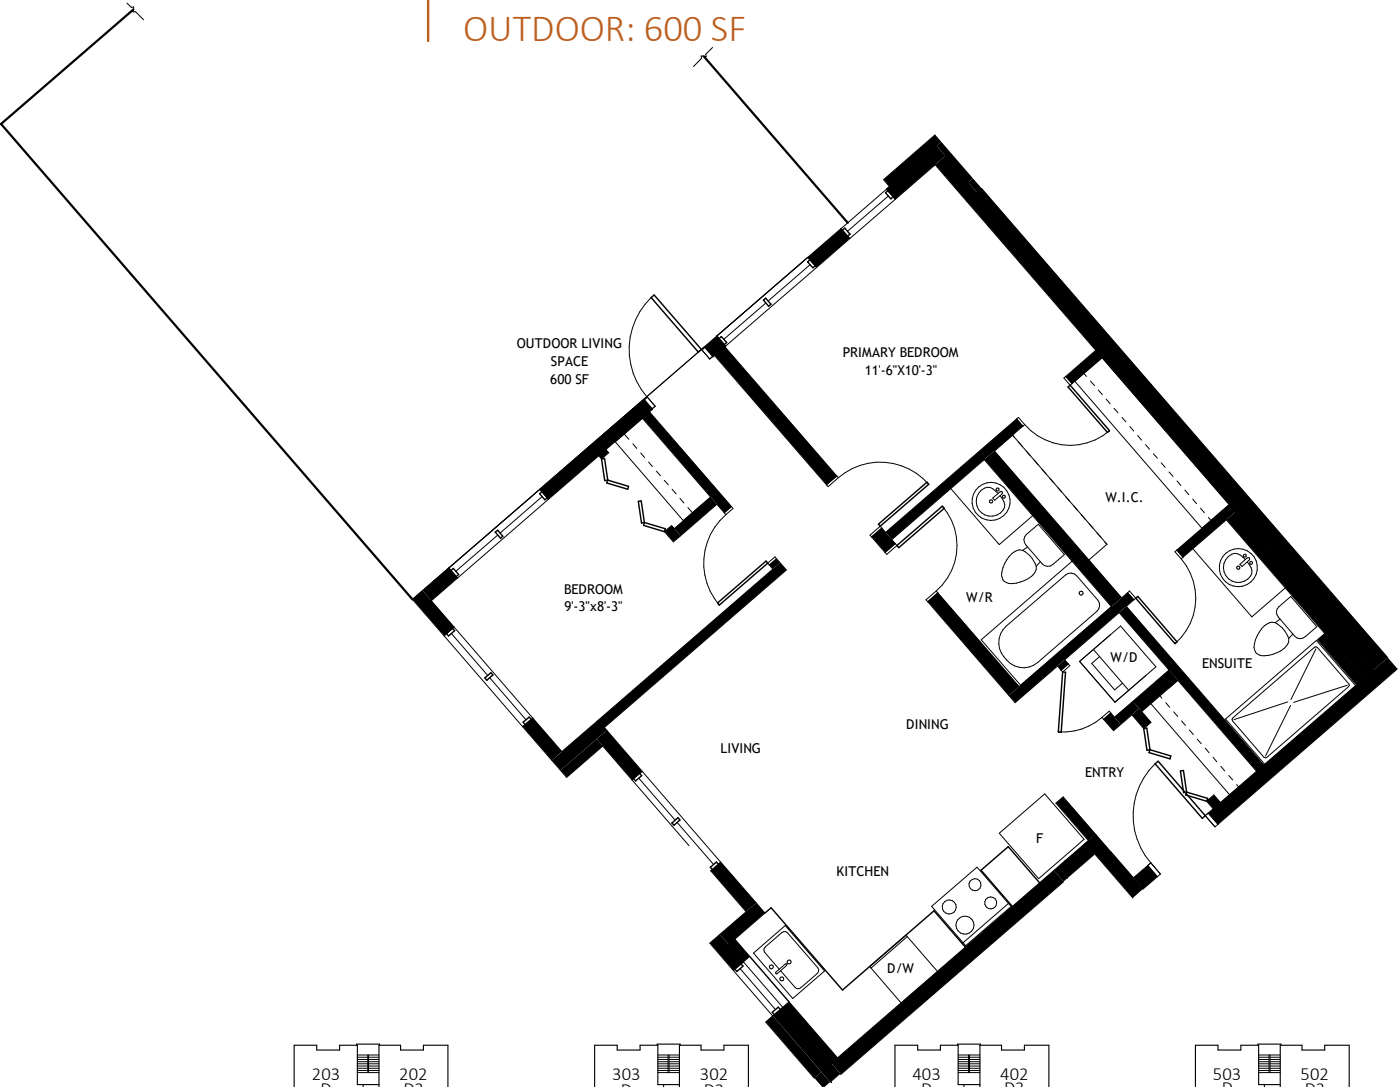 OUTDOOR: 600 SF
OUTDOOR LIVING
SPACE
600 SF
PRIMARY BEDROOM
11'-6"X10'-3"
W.I.C.
BEDROOM
9'-3"x8'-3"
W/R
W/D
ENSUITE
DINING
LIVING
ENTRY
F
KITCHEN
D/W
203
202
303
302
403
402
503
502